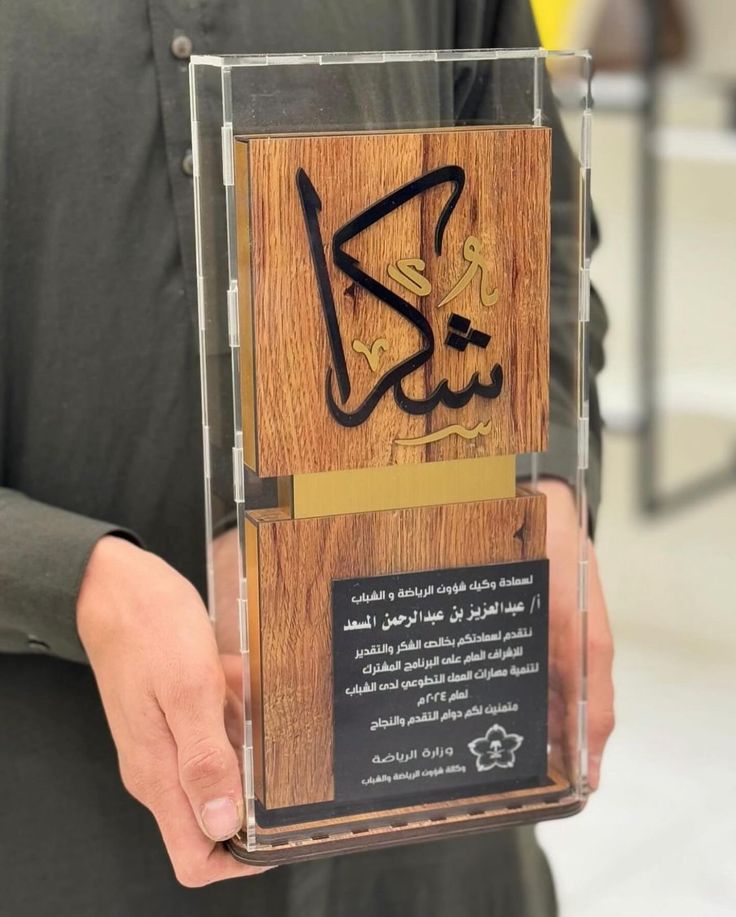 شكراً
لسعادة وكيل شؤون الرياضة و الشباب
أ/ عبدالعزيز بن عبدالرحمن المسعد
نتقدم لسعادتكم بخالص الشكر والتقدير
للإشراف العام على البرنامج المشترك
لتنمية مهارات العمل التطوعي لدى الشباب
لعام ٢٠٢٤م
متمنين لكم دوام التقدم والنجاح
وزارة الرياضة
وكالة شؤون الرياضة والشباب